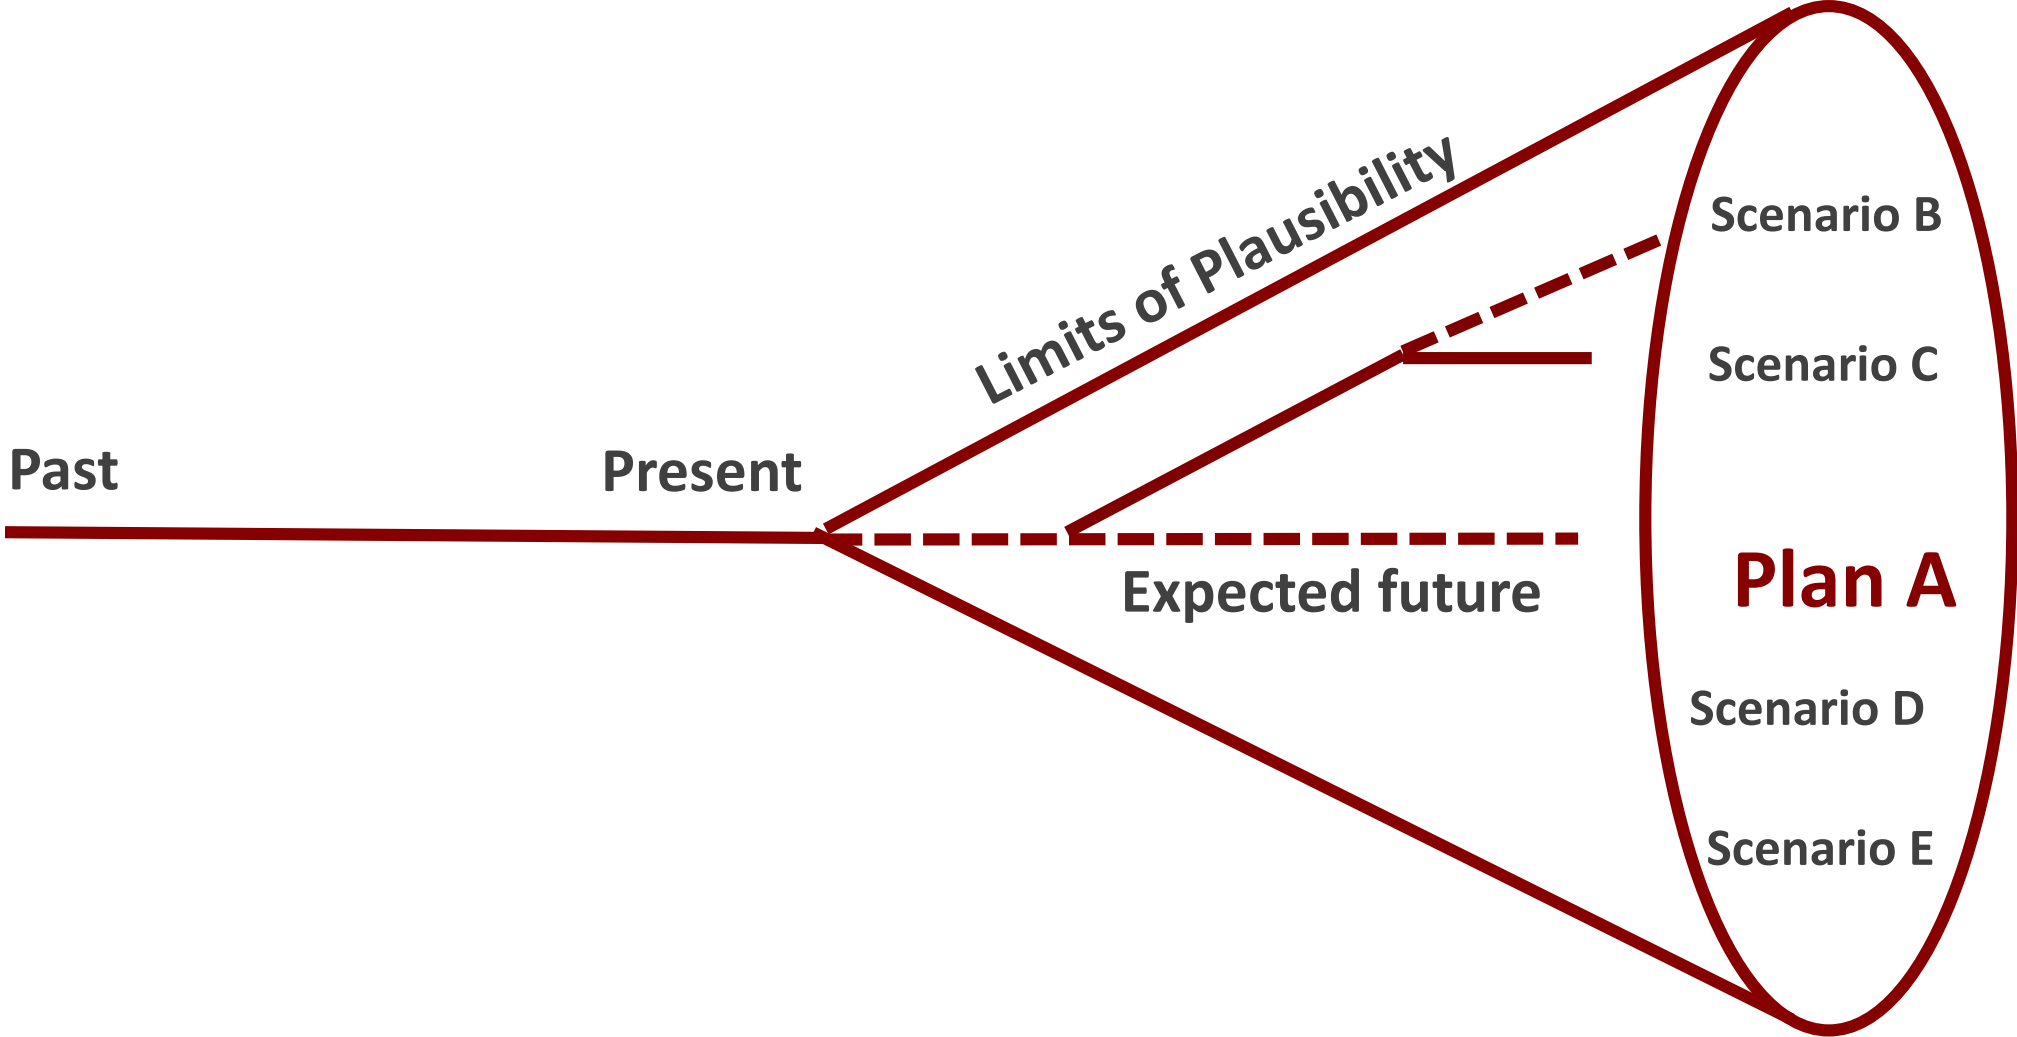 Limits of Plausibility
Scenario B
Scenario C
Past
Present
Expected future
Plan A
Scenario D
Scenario E